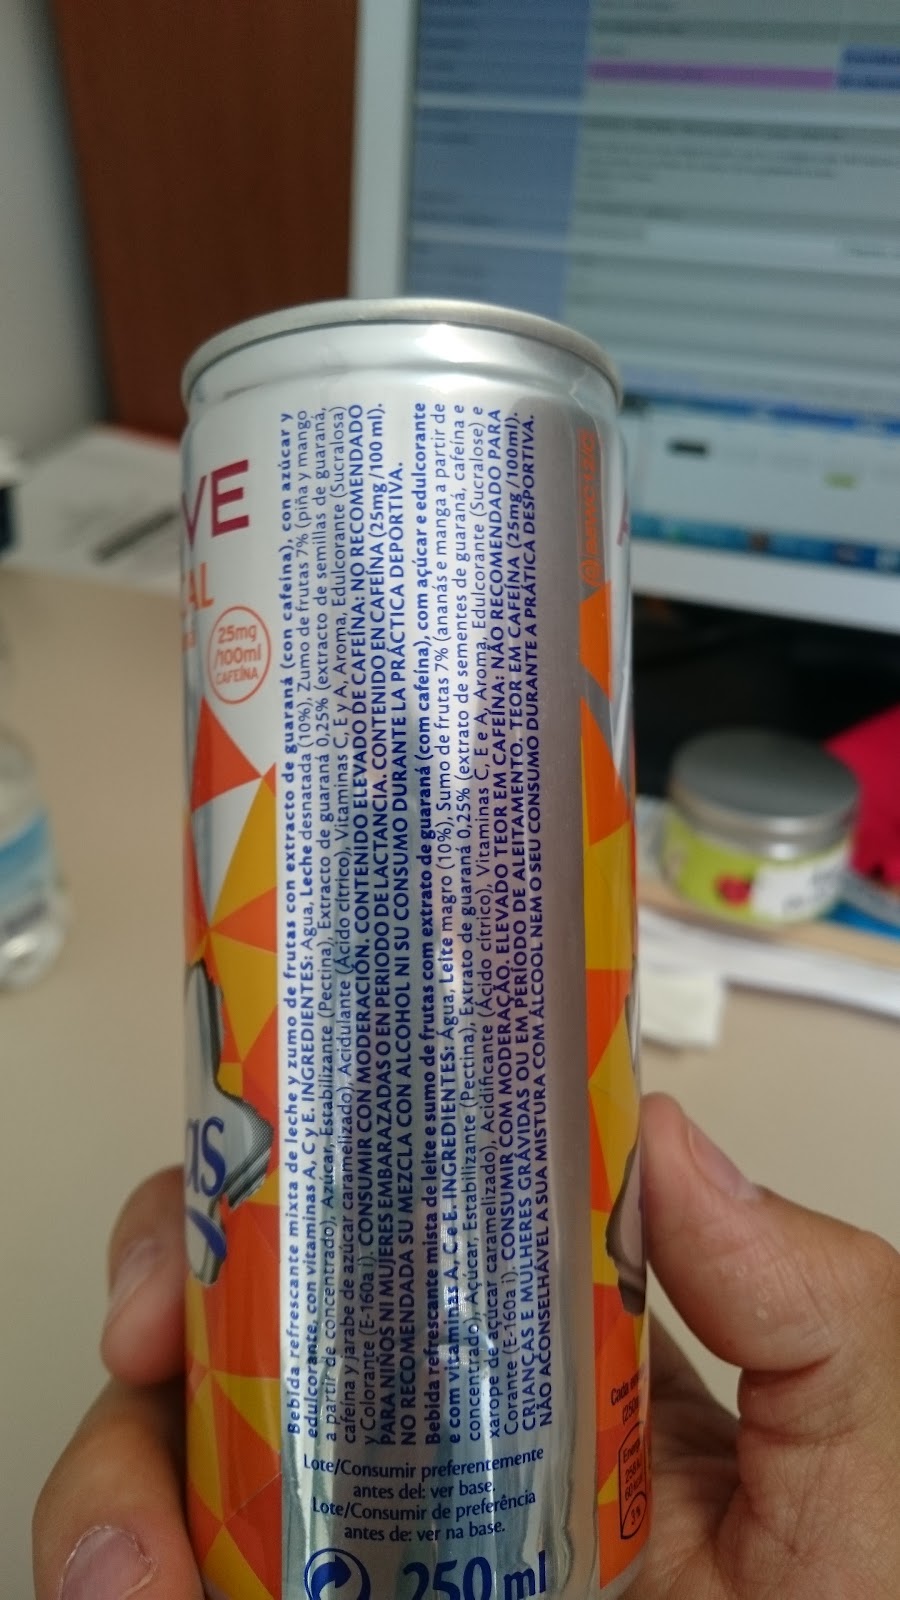 VE
AL
25mg
/100ml
CAFEÍNA
as
Bebida refrescante mixta de leche y zumo de frutas con extracto de guaraná (con cafeína), con azúcar y
edulcorante, con vitaminas A, C y E. INGREDIENTES: Agua, Leche desnatada (10%), Zumo de frutas 7% (piña y mango
a partir de concentrado), Azúcar, Estabilizante (Pectina), Extracto de guaraná 0,25% (extracto de semillas de guaraná,
cafeína y jarabe de azúcar caramelizado), Acidulante (Ácido cítrico), Vitaminas C, E y A, Aroma, Edulcorante (Sucralosa)
y Colorante (E-160a i). CONSUMIR CON MODERACIÓN. CONTENIDO ELEVADO DE CAFEÍNA: NO RECOMENDADO
PARA NIÑOS NI MUJERES EMBARAZADAS O EN PERIODO DE LACTANCIA. CONTENIDO EN CAFEÍNA (25mg/100 ml).
NO RECOMENDADA SU MEZCLA CON ALCOHOL NI SU CONSUMO DURANTE LA PRÁCTICA DEPORTIVA.
Bebida refrescante mista de leite e sumo de frutas com extrato de guaraná (com cafeína), com açúcar e edulcorante
e com vitaminas A, C e E. INGREDIENTES: Água, Leite magro (10%), Sumo de frutas 7% (ananás e manga a partir de
concentrado), Açúcar, Estabilizante (Pectina), Extrato de guaraná 0,25% (extrato de sementes de guaraná, cafeína e
xarope de açúcar caramelizado), Acidificante (Ácido cítrico), Vitaminas C, E e A, Aroma, Edulcorante (Sucralose) e
Corante (E-160a i). CONSUMIR COM MODERAÇÃO. ELEVADO TEOR EM CAFEÍNA: NÃO RECOMENDADO PARA
CRIANÇAS E MULHERES GRÁVIDAS OU EM PERÍODO DE ALEITAMENTO. TEOR EM CAFEÍNA (25mg/100ml).
NÃO ACONSELHÁVEL A SUA MISTURA COM ÁLCOOL NEM O SEU CONSUMO DURANTE A PRÁTICA DESPORTIVA.
Lote/Consumir preferentemente
antes del: ver base.
Lote/Consumir de preferência
antes de: ver na base.
250 ml
Cada
(250
Energ
3%